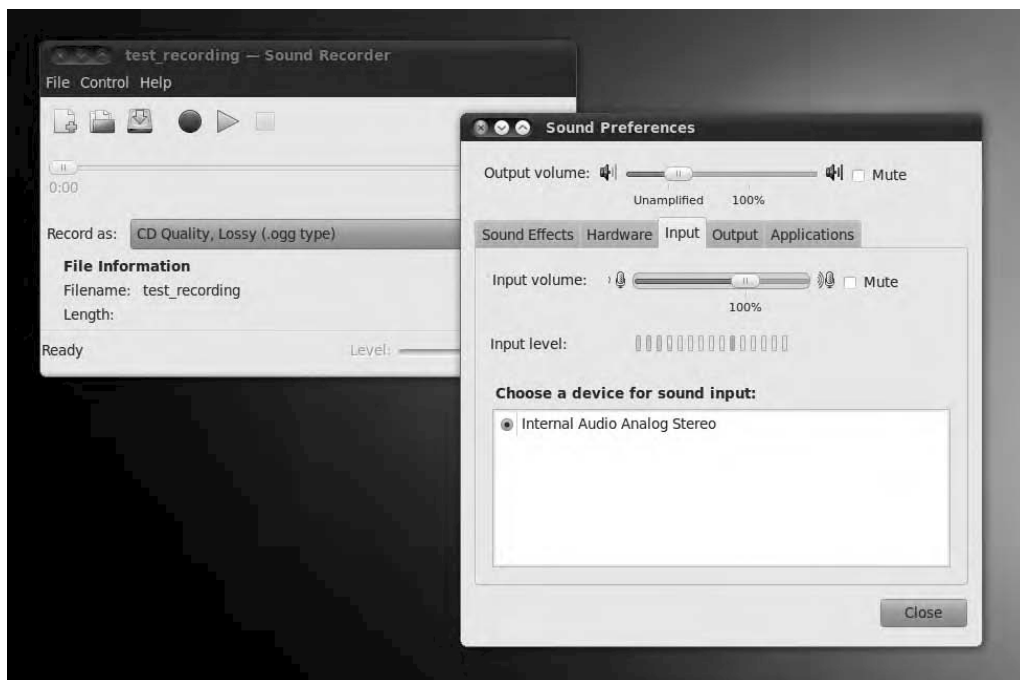 test_recording — Sound Recorder
File Control Help
0:00
Record as: CD Quality, Lossy (.ogg type)
File Information
Filename: test_recording
Length:
Ready Level:
Sound Preferences
Output volume: Mute
Unamplified 100%
Sound Effects Hardware Input Output Applications
Input volume: Mute
100%
Input level:
Choose a device for sound input:
Internal Audio Analog Stereo
Close